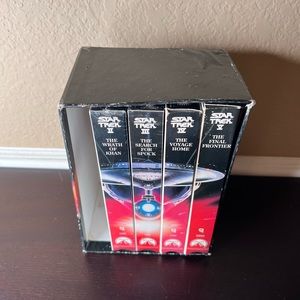 STAR
TREK
II
THE
WRATH OF
KHAN
STAR
TREK
III
THE
SEARCH
FOR
SPOCK
STAR
TREK
IV
THE
VOYAGE
HOME
STAR
TREK
V
THE
FINAL
FRONTIER